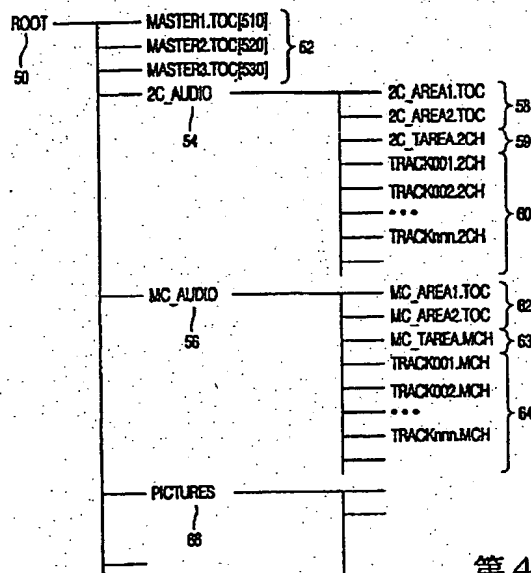 ROOT
50
MASTER1.TOC[510]
MASTER2.TOC[520]
MASTER3.TOC[530]
52
2C_AUDIO
54
2C_AREA1.TOC
2C_AREA2.TOC
58
2C_TAREA.2CH
59
TRACK001.2CH
TRACK002.2CH
•••
TRACKnnn.2CH
60
MC_AUDIO
56
MC_AREA1.TOC
MC_AREA2.TOC
62
MC_TAREA.MCH
63
TRACK001.MCH
TRACK002.MCH
•••
TRACKnnn.MCH
64
PICTURES
66
第4